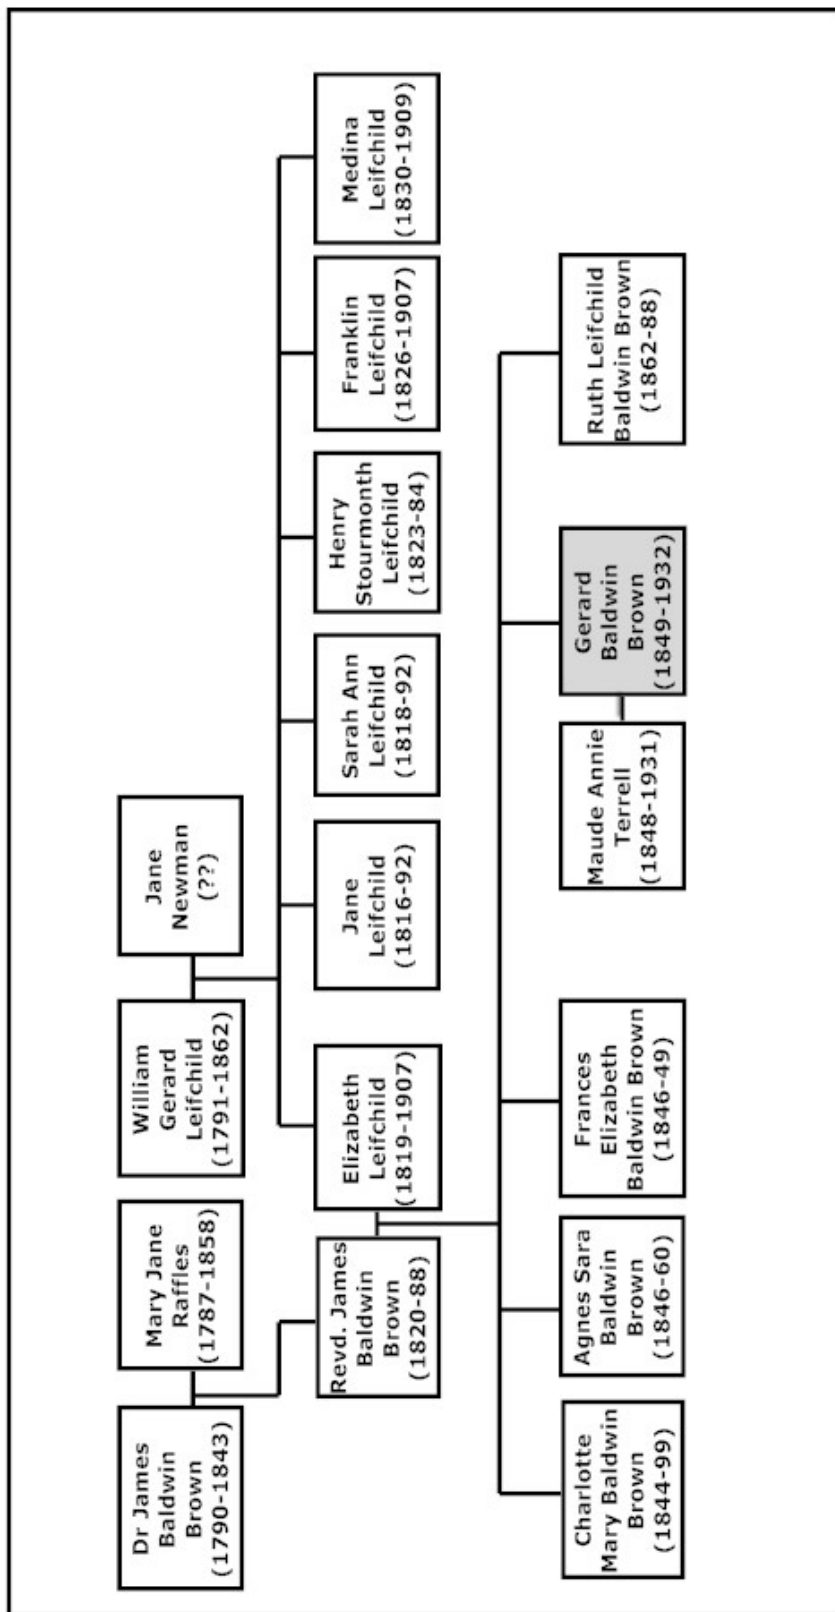 Dr James
Baldwin
Brown
(1790-1843)
Mary Jane
Raffles
(1787-1858)
William
Gerard
Leifchild
(1791-1862)
Jane
Newman
(??)
Revd. James
Baldwin
Brown
(1820-88)
Elizabeth
Leifchild
(1819-1907)
Jane
Leifchild
(1816-92)
Sarah Ann
Leifchild
(1818-92)
Henry
Stourmonth
Leifchild
(1823-84)
Franklin
Leifchild
(1826-1907)
Medina
Leifchild
(1830-1909)
Charlotte
Mary Baldwin
Brown
(1844-99)
Agnes Sara
Baldwin
Brown
(1846-60)
Frances
Elizabeth
Baldwin Brown
(1846-49)
Maude Annie
Terrell
(1848-1931)
Gerard
Baldwin
Brown
(1849-1932)
Ruth Leifchild
Baldwin Brown
(1862-88)